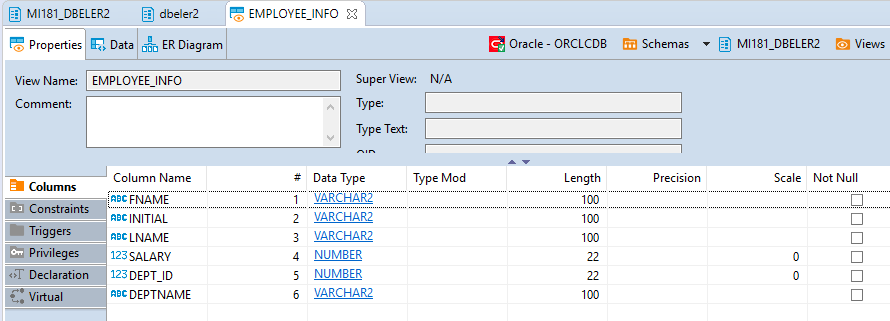 MI181_DBELER2 dbeler2 EMPLOYEE_INFO
Properties Data ER Diagram Oracle - ORCLCDB Schemas MI181_DBELER2 Views
View Name: EMPLOYEE_INFO Super View: N/A
Comment: Type:
Type Text:
OID
Column Name # Data Type Type Mod Length Precision Scale Not Null
Columns ABC FNAME 1 VARCHAR2 100
Constraints ABC INITIAL 2 VARCHAR2 100
Triggers ABC LNAME 3 VARCHAR2 100
Privileges 123 SALARY 4 NUMBER 22 0
Declaration 123 DEPT_ID 5 NUMBER 22 0
Virtual ABC DEPTNAME 6 VARCHAR2 100